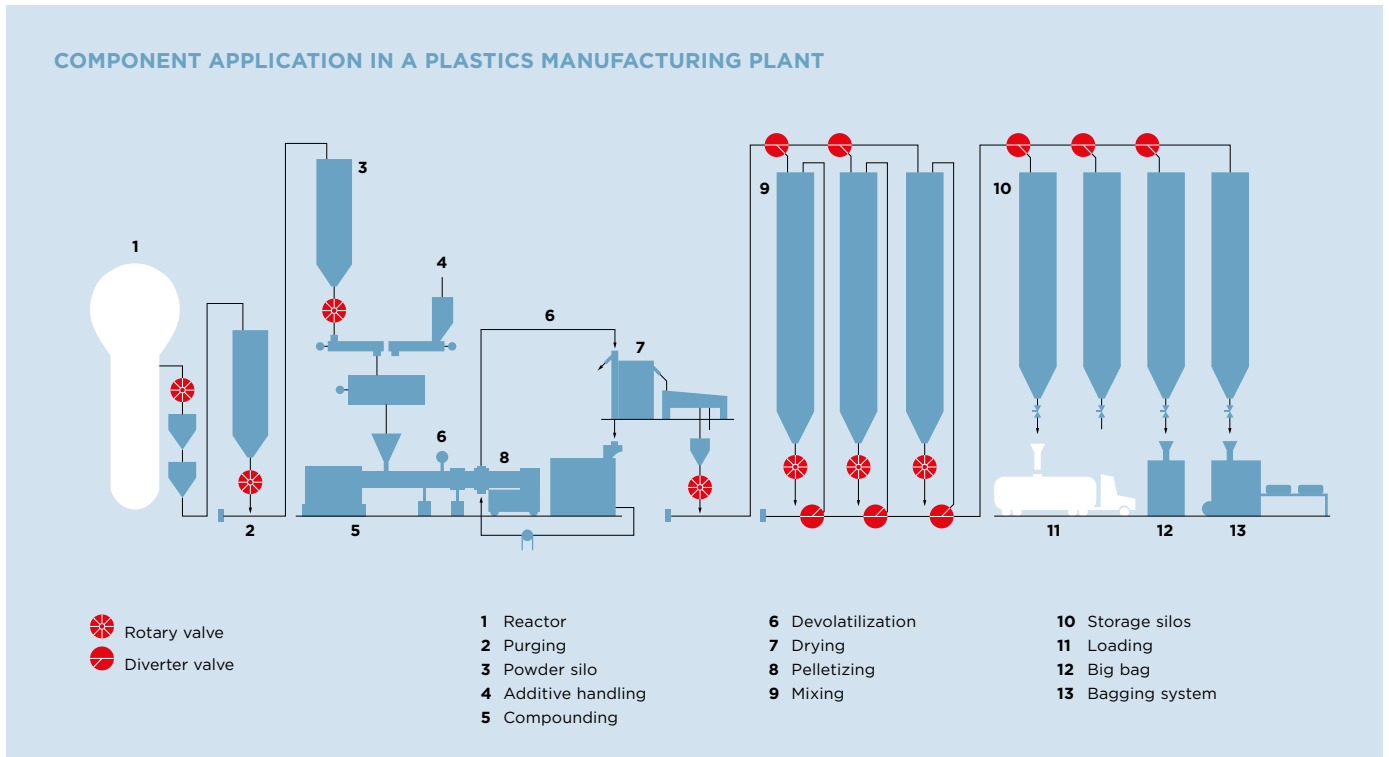 COMPONENT APPLICATION IN A PLASTICS MANUFACTURING PLANT
1
2
3
4
5
6
6
7
8
9
10
11
12
13
Rotary valve
Diverter valve
1 Reactor
2 Purging
3 Powder silo
4 Additive handling
5 Compounding
6 Devolatilization
7 Drying
8 Pelletizing
9 Mixing
10 Storage silos
11 Loading
12 Big bag
13 Bagging system